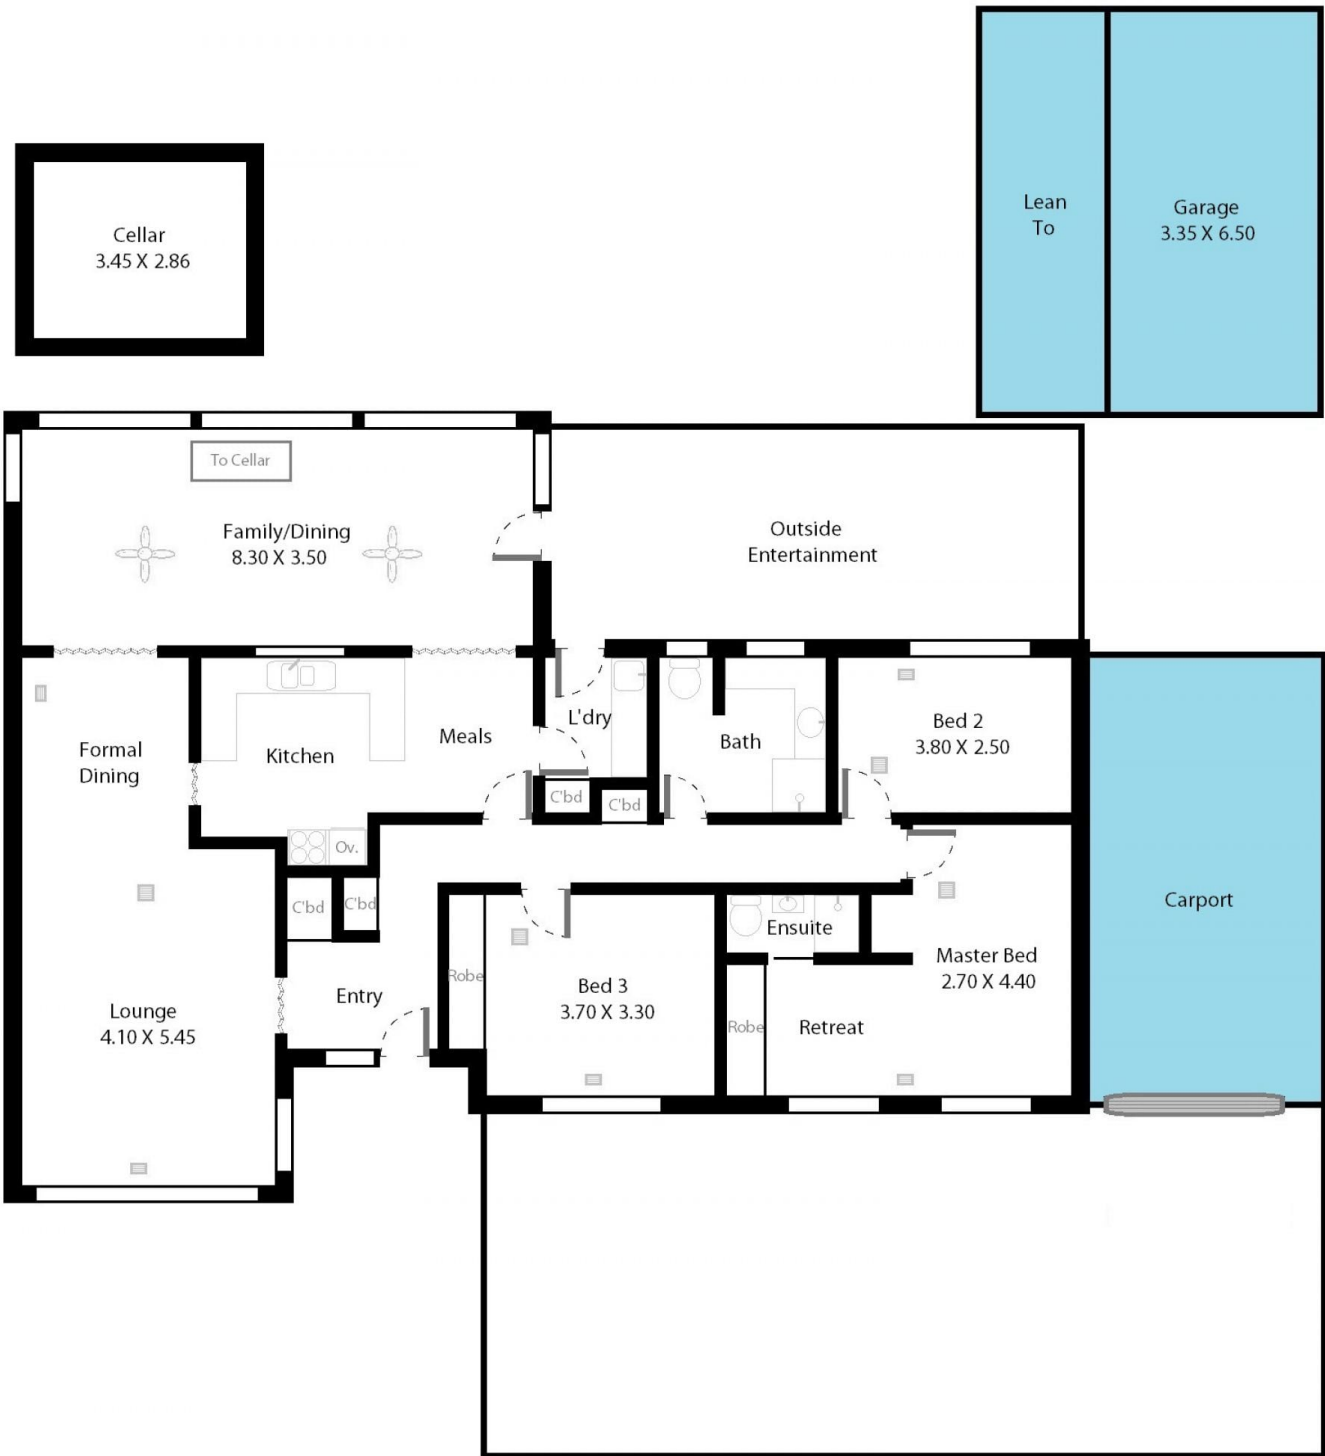 Lean
To
Garage
3.35 X 6.50
Cellar
3.45 X 2.86
To Cellar
Family/Dining
8.30 X 3.50
Outside
Entertainment
Formal
Dining
Kitchen
Meals
L'dry
Bath
Bed 2
3.80 X 2.50
C'bd
C'bd
Ov.
C'bd
C'bd
Carport
Ensuite
Master Bed
2.70 X 4.40
Robe
Bed 3
3.70 X 3.30
Entry
Lounge
4.10 X 5.45
Robe
Retreat